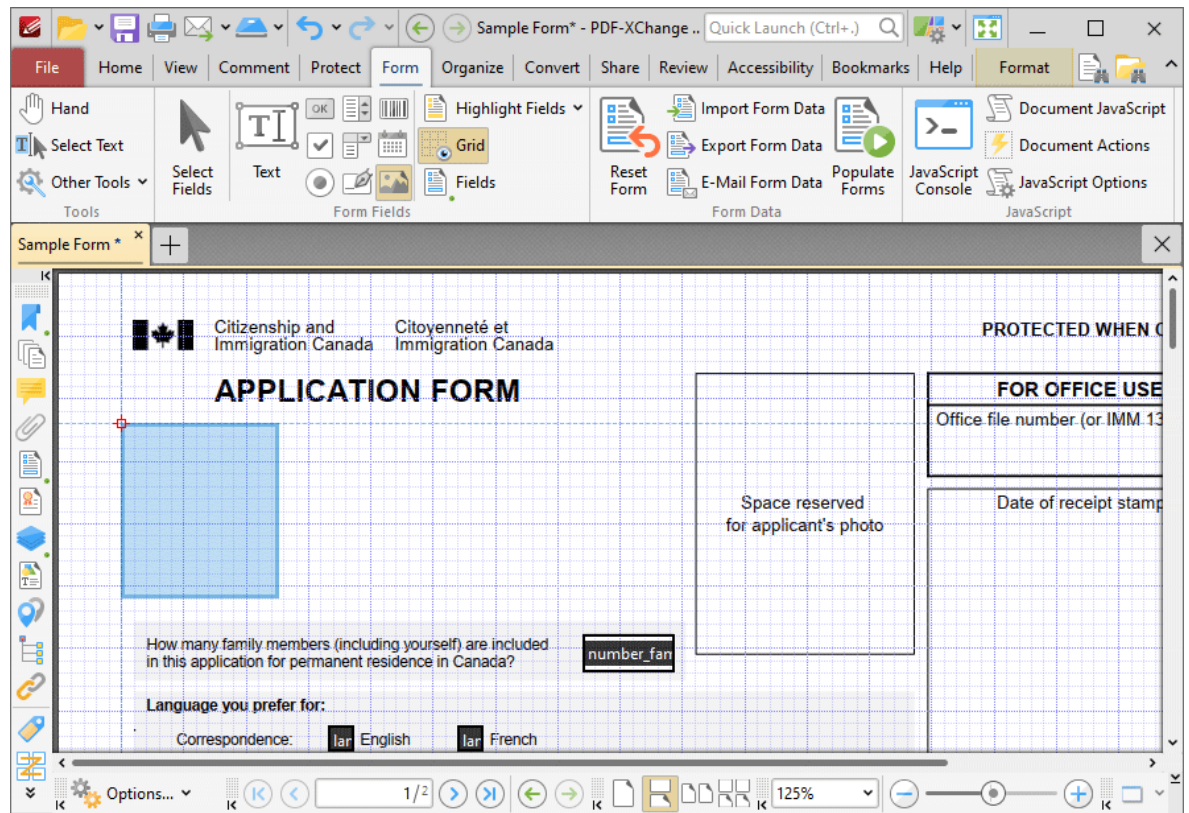 Sample Form* - PDF-XChange ..
Quick Launch (Ctrl+.)
File Home View Comment Protect Form Organize Convert Share Review Accessibility Bookmarks Help Format
Hand
Select Text
Other Tools
Tools
Select Fields
Text
OK
Form Fields
Highlight Fields
Grid
Fields
Reset Form
Import Form Data
Export Form Data
E-Mail Form Data
Populate Forms
Form Data
JavaScript Console
Document JavaScript
Document Actions
JavaScript Options
JavaScript
Sample Form *
Citizenship and Immigration Canada
Citoyenneté et Immigration Canada
PROTECTED WHEN
APPLICATION FORM
FOR OFFICE USE
Office file number (or IMM 13
Space reserved
for applicant's photo
Date of receipt stamp
How many family members (including yourself) are included
in this application for permanent residence in Canada?
number_fam
Language you prefer for:
Correspondence: lar English lar French
Options...
1/2
125%